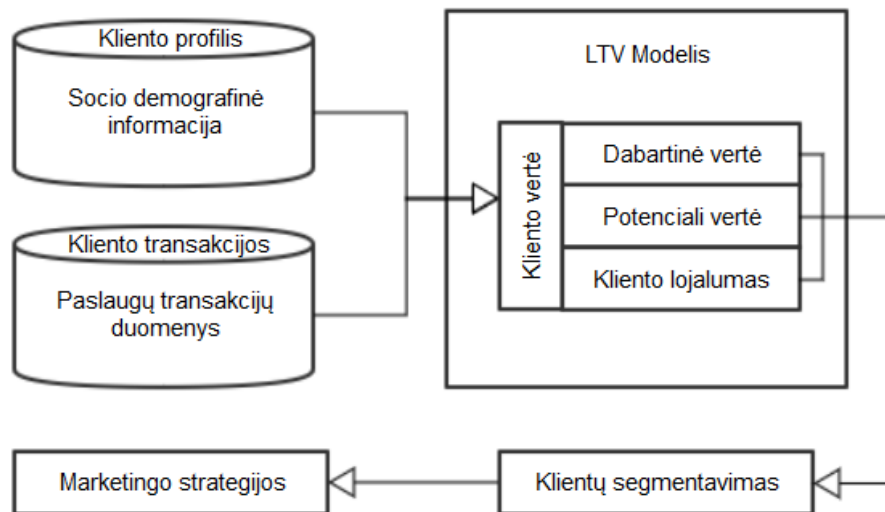 Kliento profilis
Socio demografinė
informacija
Kliento transakcijos
Paslaugų transakcijų
duomenys
LTV Modelis
Kliento vertė
Dabartinė vertė
Potenciali vertė
Kliento lojalumas
Marketingo strategijos
Klientų segmentavimas